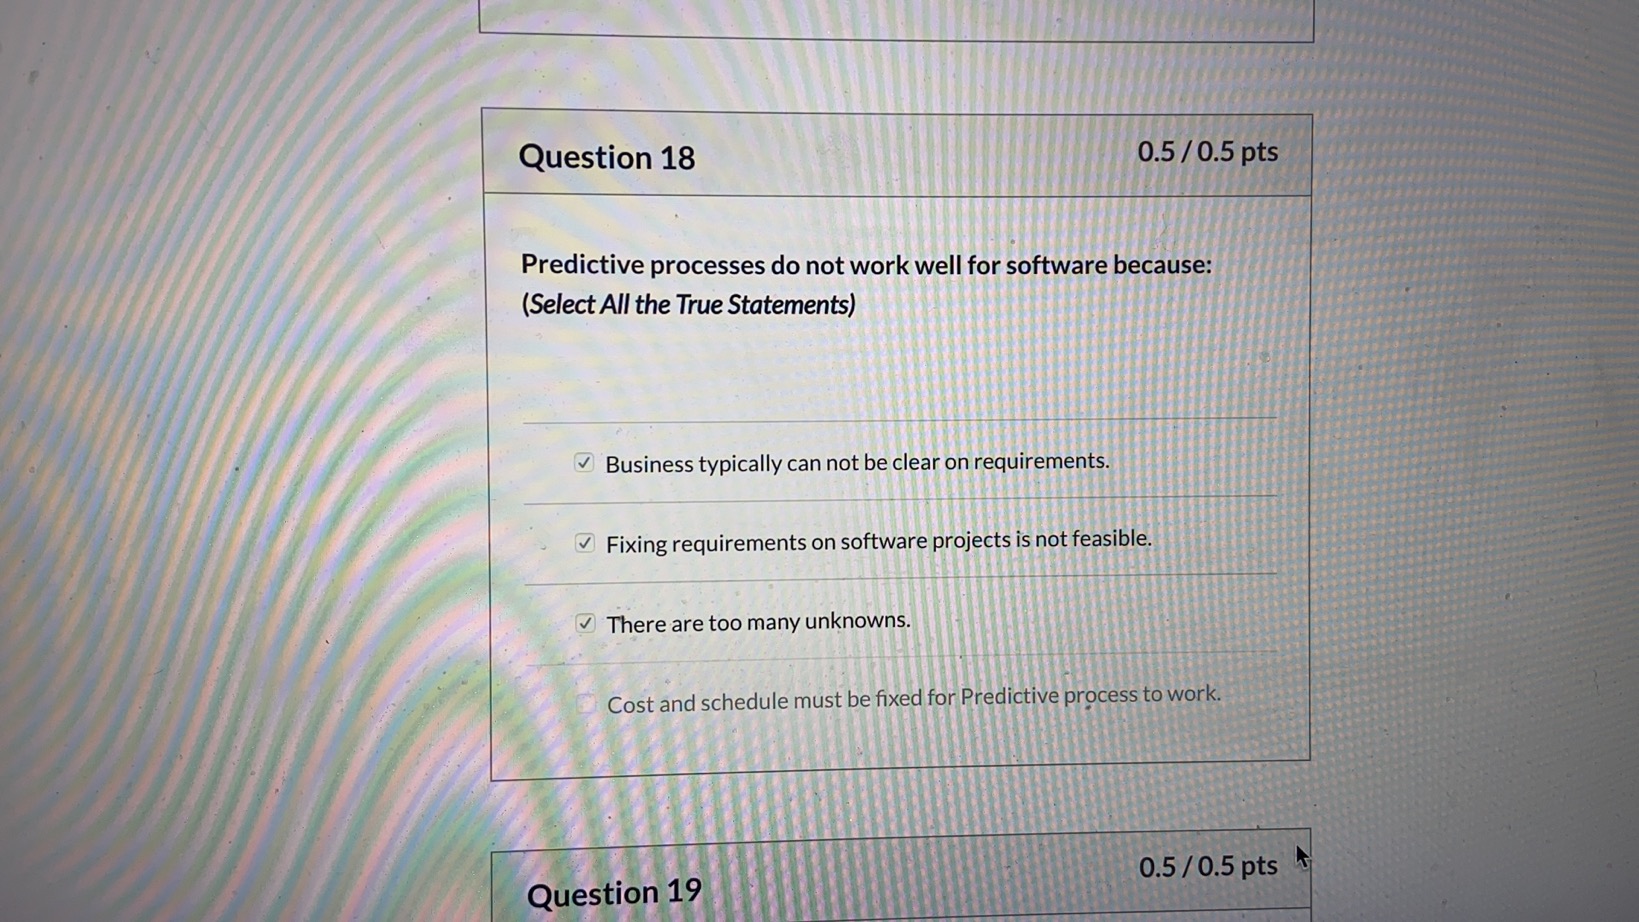 Question 18
0.5 / 0.5 pts
Predictive processes do not work well for software because:
(Select All the True Statements)
Business typically can not be clear on requirements.
Fixing requirements on software projects is not feasible.
There are too many unknowns.
Cost and schedule must be fixed for Predictive process to work.
Question 19
0.5 / 0.5 pts